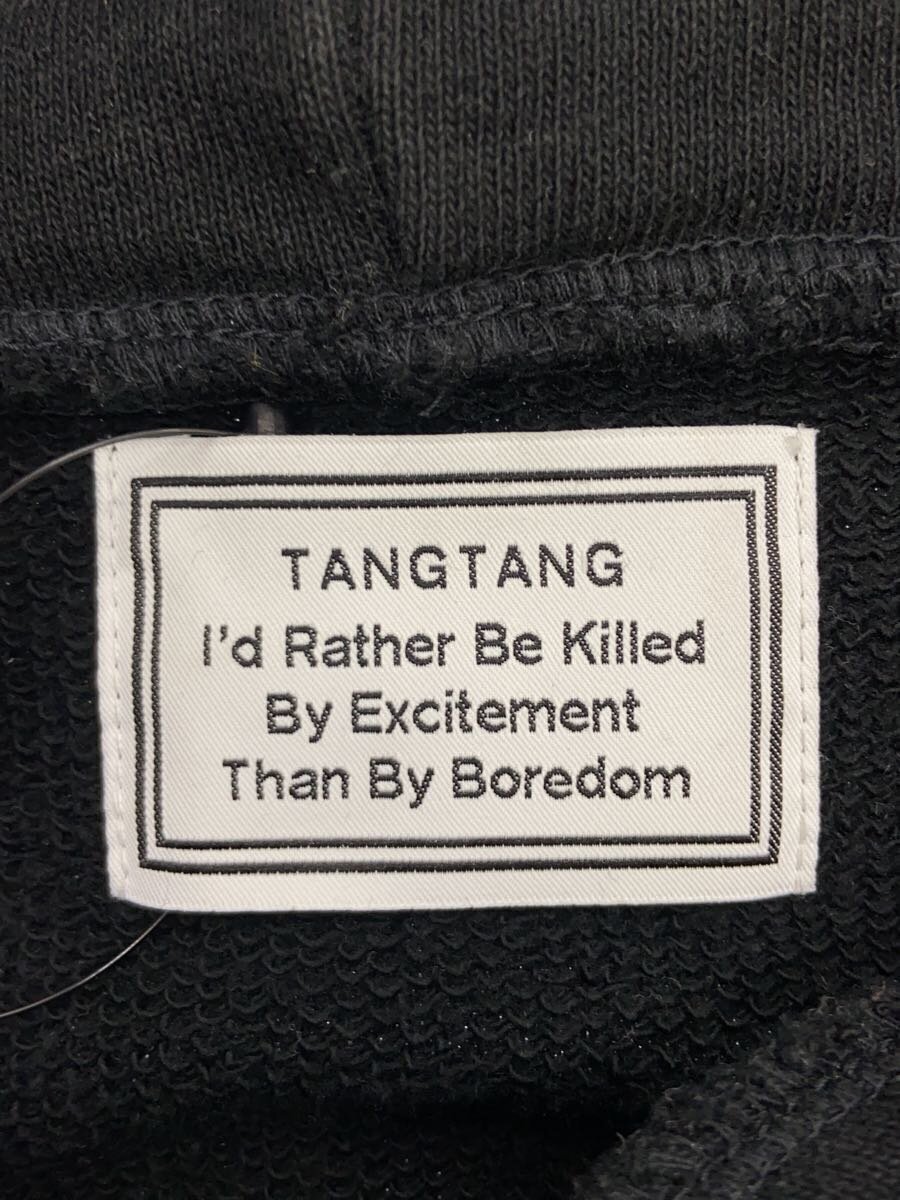 TANGTANG
I'd Rather Be Killed
By Excitement
Than By Boredom